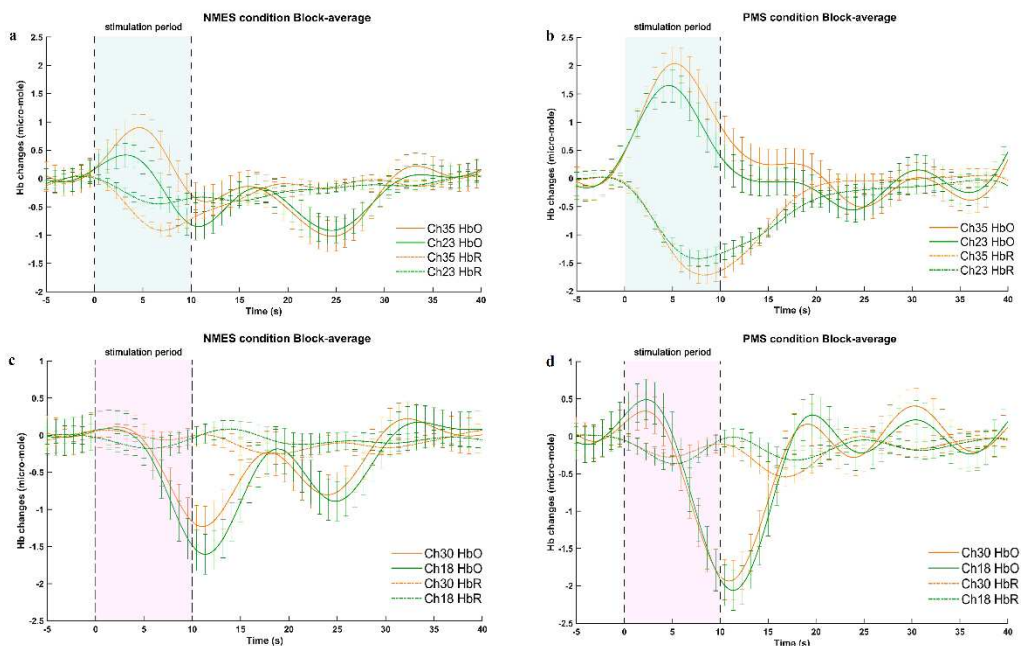 NMES condition Block-average
a
stimulation period
2.5
2
1.5
1
0.5
0
-0.5
-1
-1.5
-2
Hb changes (micro-mole)
Ch35 HbO
Ch23 HbO
Ch35 HbR
Ch23 HbR
-5 0 5 10 15 20 25 30 35 40
Time (s)
PMS condition Block-average
b
stimulation period
2.5
2
1.5
1
0.5
0
-0.5
-1
-1.5
-2
Hb changes (micro-mole)
Ch35 HbO
Ch23 HbO
Ch35 HbR
Ch23 HbR
-5 0 5 10 15 20 25 30 35 40
Time (s)
NMES condition Block-average
c
stimulation period
1
0.5
0
-0.5
-1
-1.5
-2
-2.5
Hb changes (micro-mole)
Ch30 HbO
Ch18 HbO
Ch30 HbR
Ch18 HbR
-5 0 5 10 15 20 25 30 35 40
Time (s)
PMS condition Block-average
d
stimulation period
1
0.5
0
-0.5
-1
-1.5
-2
-2.5
Hb changes (micro-mole)
Ch30 HbO
Ch18 HbO
Ch30 HbR
Ch18 HbR
-5 0 5 10 15 20 25 30 35 40
Time (s)